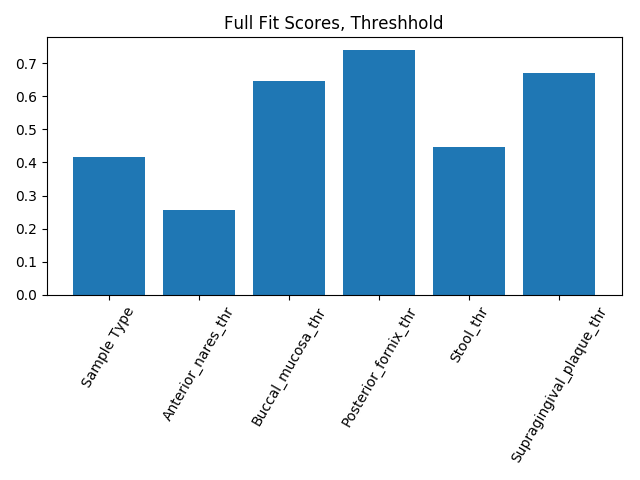 Full Fit Scores, Threshhold
0.7
0.6
0.5
0.4
0.3
0.2
0.1
0.0
Sample Type
Anterior_nares_thr
Buccal_mucosa_thr
Posterior_fornix_thr
Stool_thr
Supragingival_plaque_thr